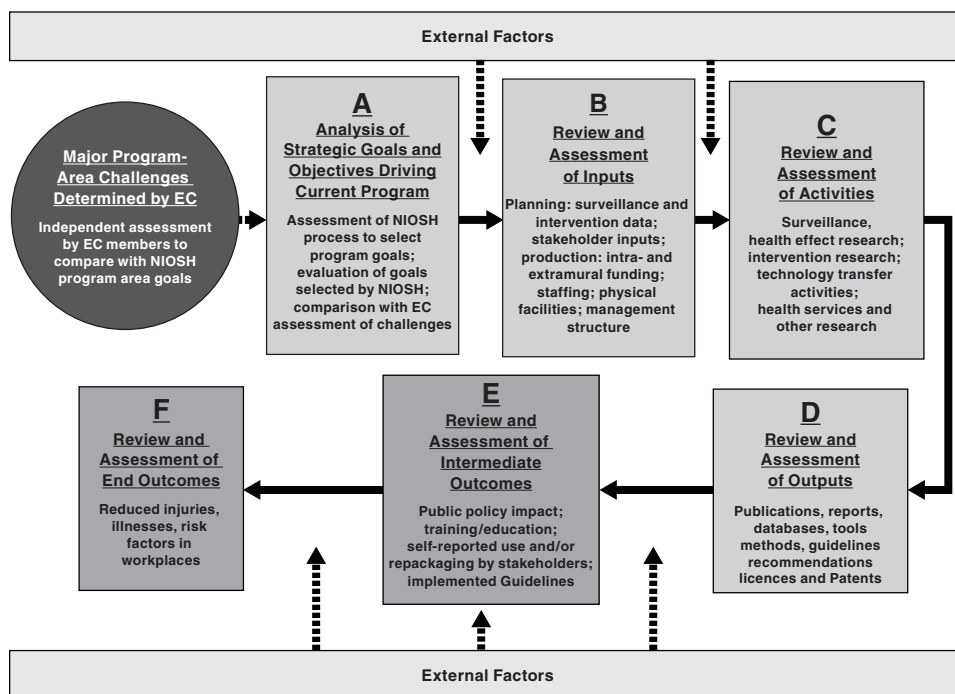 External Factors
Major Program-
Area Challenges
Determined by EC
Independent assessment
by EC members to
compare with NIOSH
program area goals
A
Analysis of
Strategic Goals and
Objectives Driving
Current Program
Assessment of NIOSH
process to select
program goals;
evaluation of goals
selected by NIOSH;
comparison with EC
assessment of challenges
B
Review and
Assessment
of Inputs
Planning: surveillance and
intervention data;
stakeholder inputs;
production: intra- and
extramural funding;
staffing; physical
facilities; management
structure
C
Review and
Assessment
of Activities
Surveillance,
health effect research;
intervention research;
technology transfer
activities;
health services and
other research
D
Review and
Assessment
of Outputs
Publications, reports,
databases, tools
methods, guidelines
recommendations
licences and Patents
E
Review and
Assessment of
Intermediate
Outcomes
Public policy impact;
training/education;
self-reported use and/or
repackaging by stakeholders;
implemented Guidelines
F
Review and
Assessment of
End Outcomes
Reduced injuries,
illnesses, risk
factors in
workplaces
External Factors